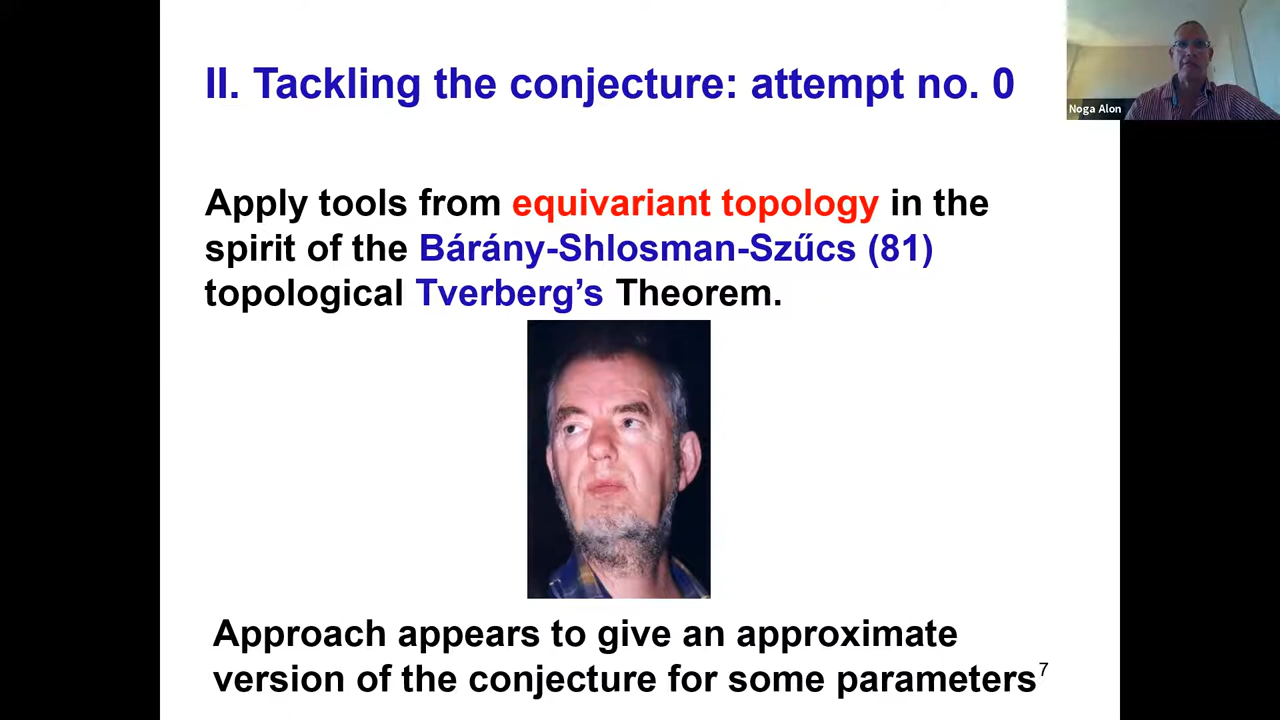 II. Tackling the conjecture: attempt no. 0
Noga Alon
Apply tools from equivariant topology in the
spirit of the Bárány-Shlosman-Szűcs (81)
topological Tverberg’s Theorem.
Approach appears to give an approximate
version of the conjecture for some parameters
7